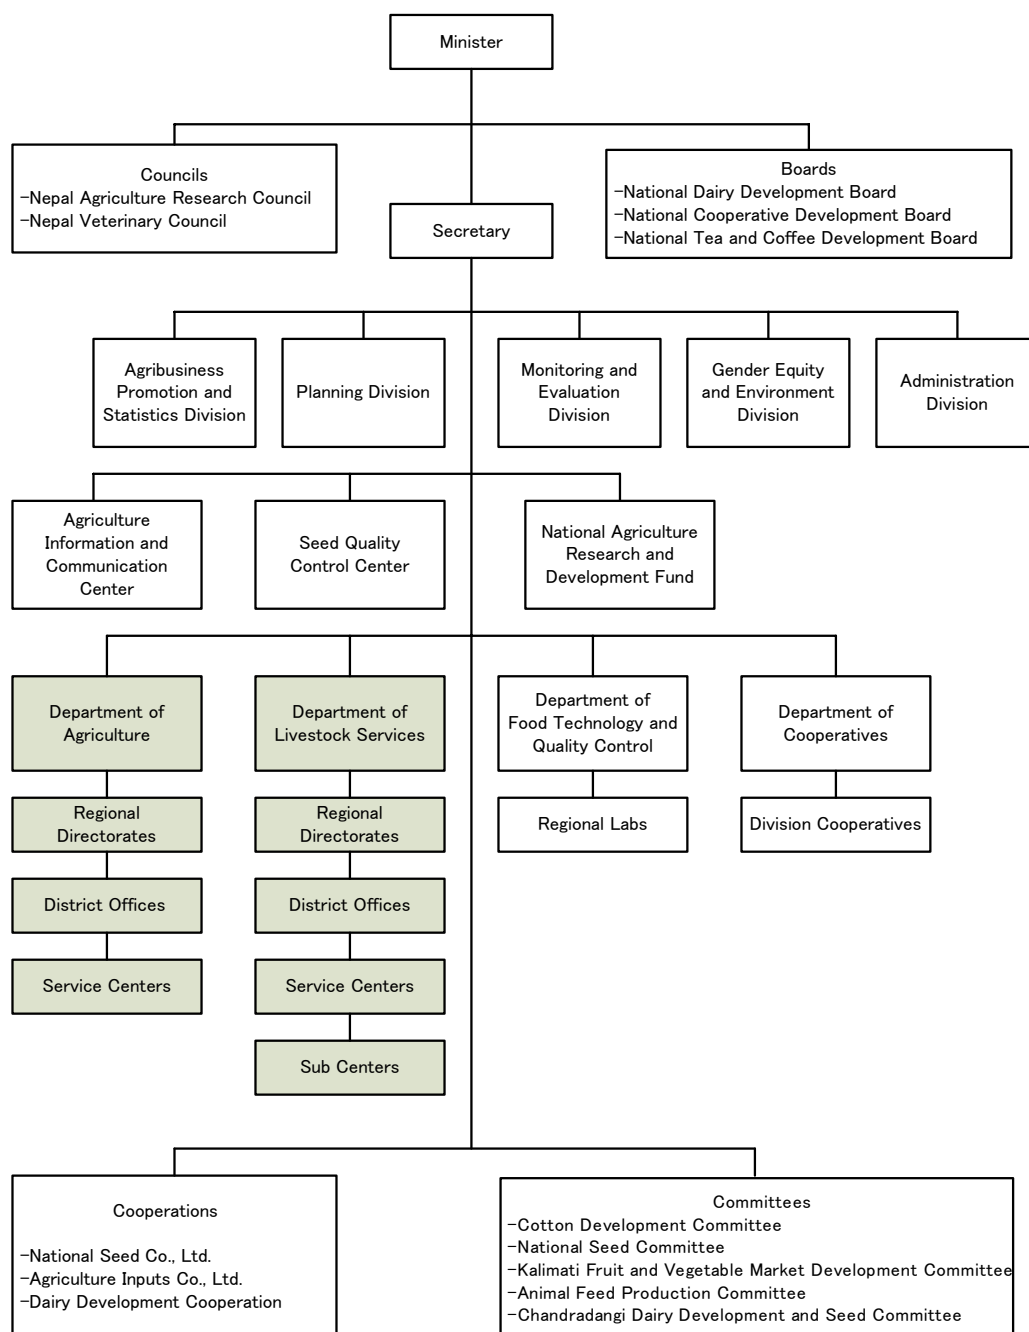 Minister
Councils
-Nepal Agriculture Research Council
-Nepal Veterinary Council
Boards
-National Dairy Development Board
-National Cooperative Development Board
-National Tea and Coffee Development Board
Secretary
Agribusiness
Promotion and
Statistics Division
Planning Division
Monitoring and
Evaluation
Division
Gender Equity
and Environment
Division
Administration
Division
Agriculture
Information and
Communication
Center
Seed Quality
Control Center
National Agriculture
Research and
Development Fund
Department of
Agriculture
Department of
Livestock Services
Department of
Food Technology and
Quality Control
Department of
Cooperatives
Regional
Directorates
Regional
Directorates
Regional Labs
Division Cooperatives
District Offices
District Offices
Service Centers
Service Centers
Sub Centers
Cooperations
-National Seed Co., Ltd.
-Agriculture Inputs Co., Ltd.
-Dairy Development Cooperation
Committees
-Cotton Development Committee
-National Seed Committee
-Kalimati Fruit and Vegetable Market Development Committee
-Animal Feed Production Committee
-Chandradangi Dairy Development and Seed Committee